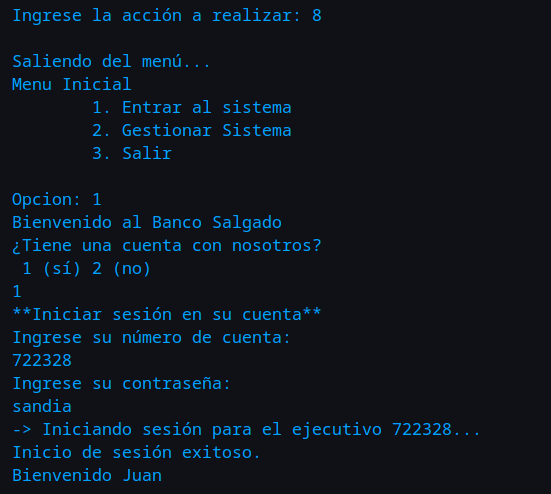 Ingrese la acción a realizar: 8
Saliendo del menú...
Menu Inicial
1. Entrar al sistema
2. Gestionar Sistema
3. Salir
Opcion: 1
Bienvenido al Banco Salgado
¿Tiene una cuenta con nosotros?
1 (sí) 2 (no)
1
**Iniciar sesión en su cuenta**
Ingrese su número de cuenta:
722328
Ingrese su contraseña:
sandia
-> Iniciando sesión para el ejecutivo 722328...
Inicio de sesión exitoso.
Bienvenido Juan